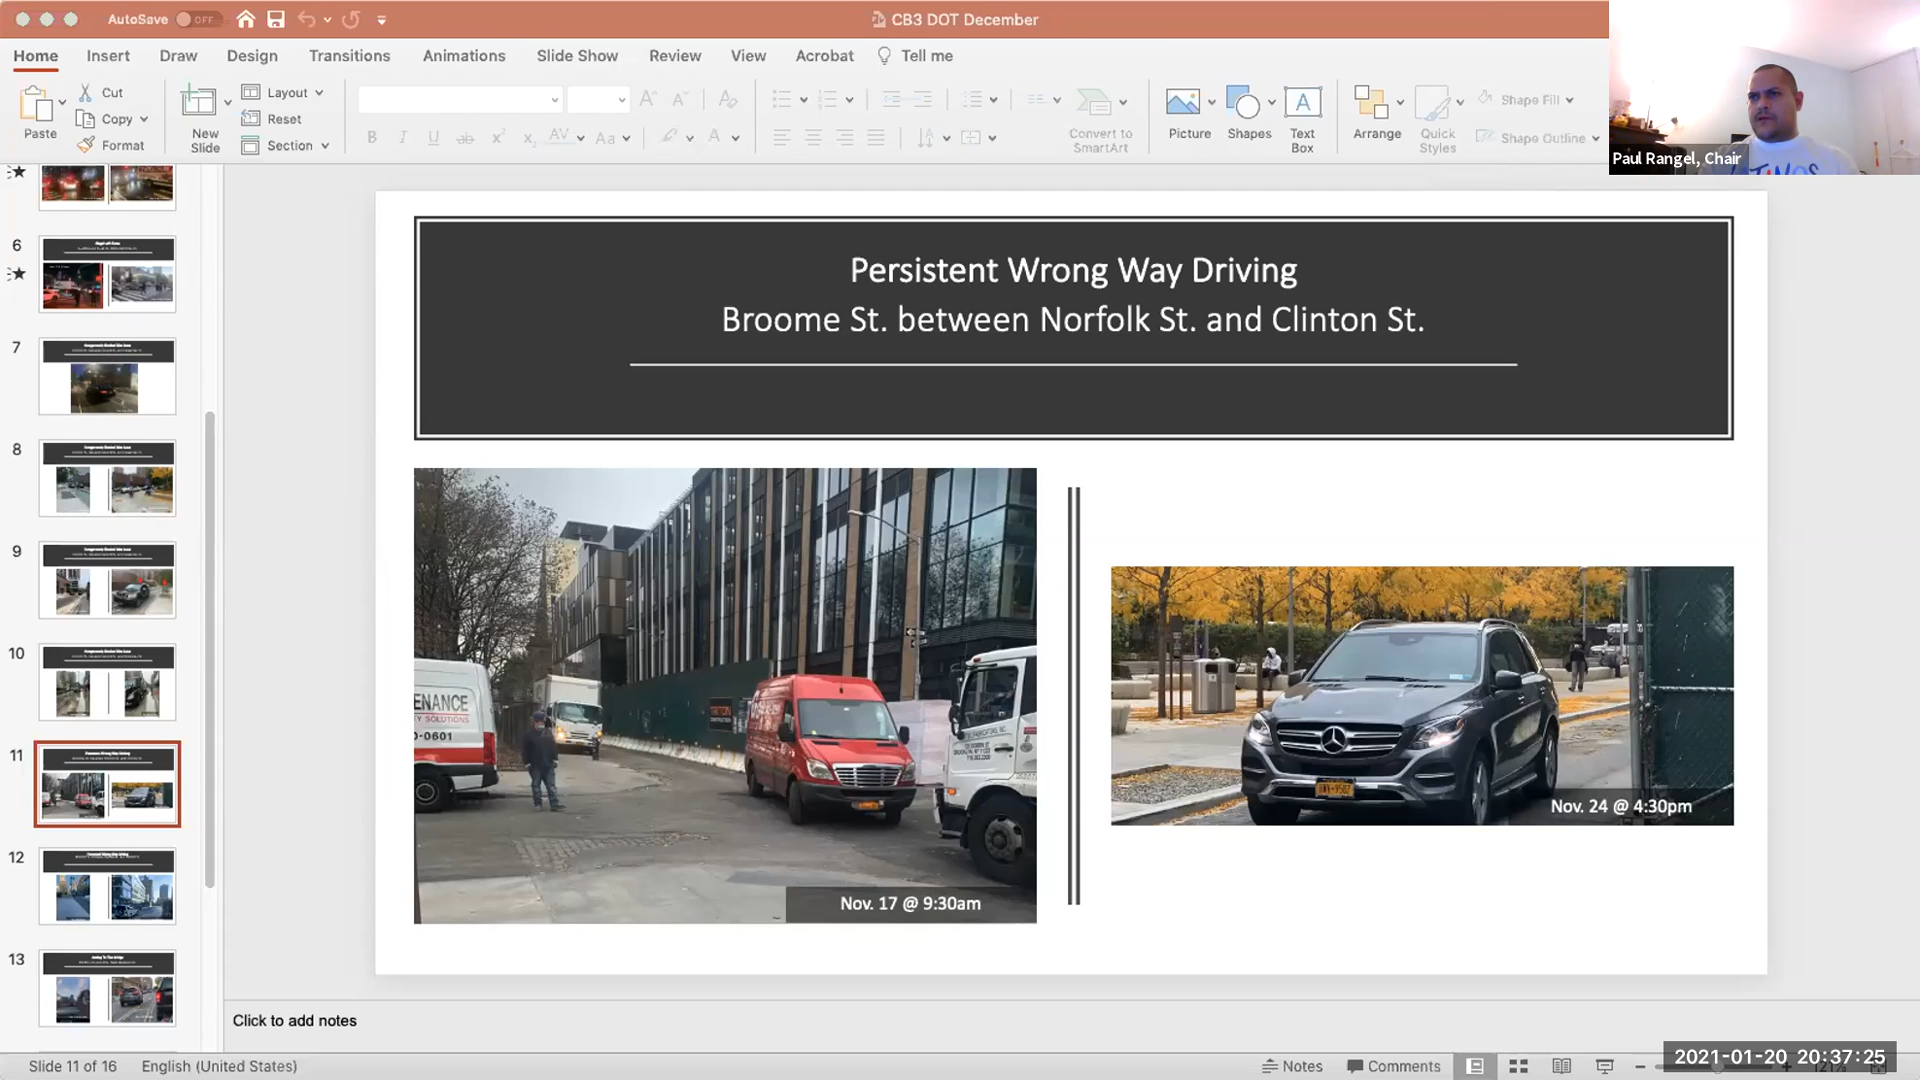 AutoSave OFF
CB3 DOT December
Home Insert Draw Design Transitions Animations Slide Show Review View Acrobat Tell me
Paste
Cut
Copy
Format
New Slide
Layout
Reset
Section
Convert to SmartArt
Picture
Shapes
Text Box
Arrange
Quick Styles
Shape Fill
Shape Outline
Paul Rangel, Chair
6
7
8
9
10
11
12
13
Persistent Wrong Way Driving
Broome St. between Norfolk St. and Clinton St.
ENANCE
0-0601
Nov. 17 @ 9:30am
Nov. 24 @ 4:30pm
Click to add notes
Slide 11 of 16 English (United States)
Notes Comments
2021-01-20 20:37:25